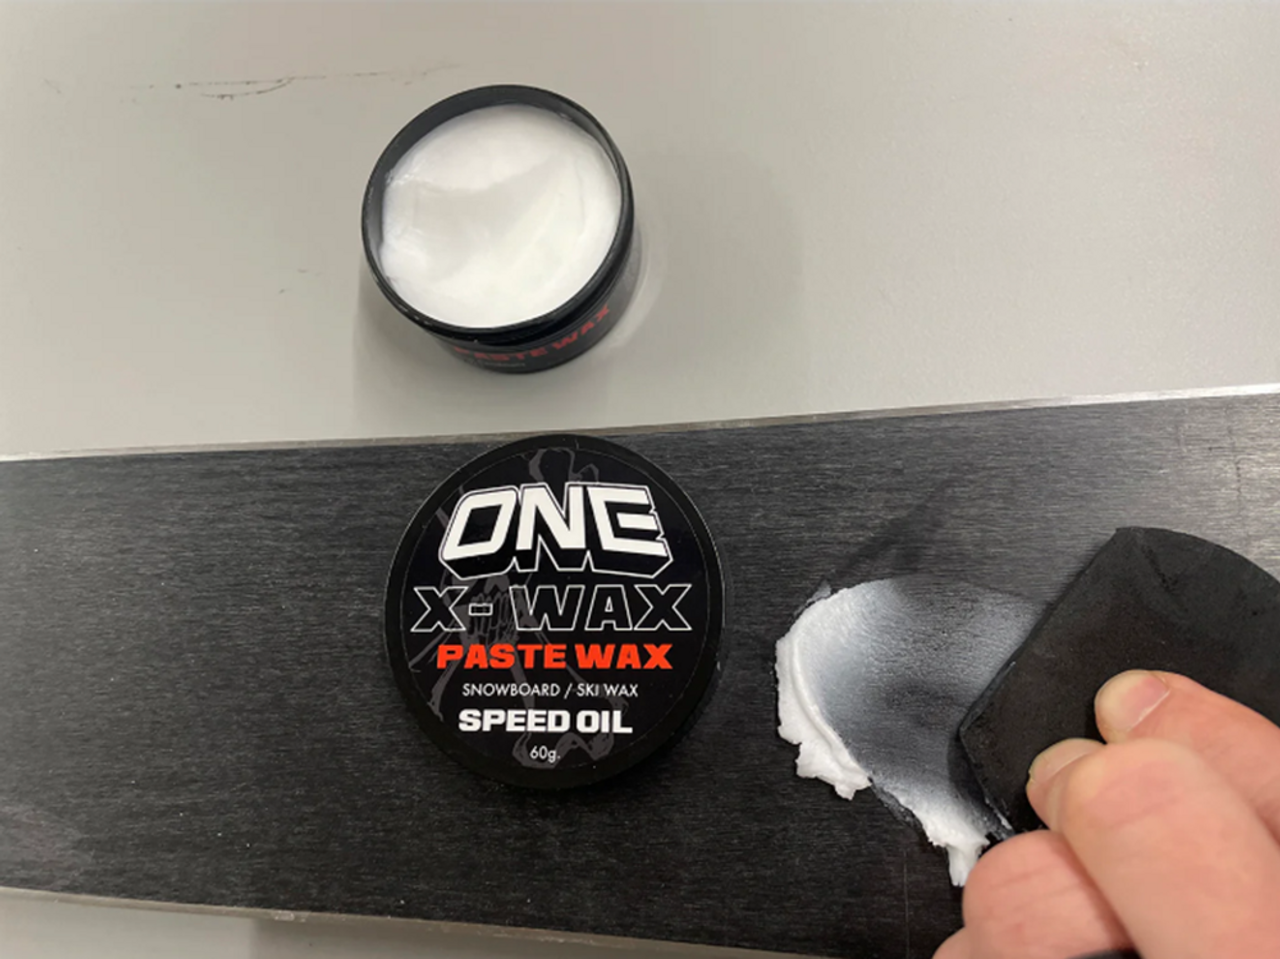 PASTE WAX
ONE
X-WAX
PASTE WAX
SNOWBOARD / SKI WAX
SPEED OIL
60g.